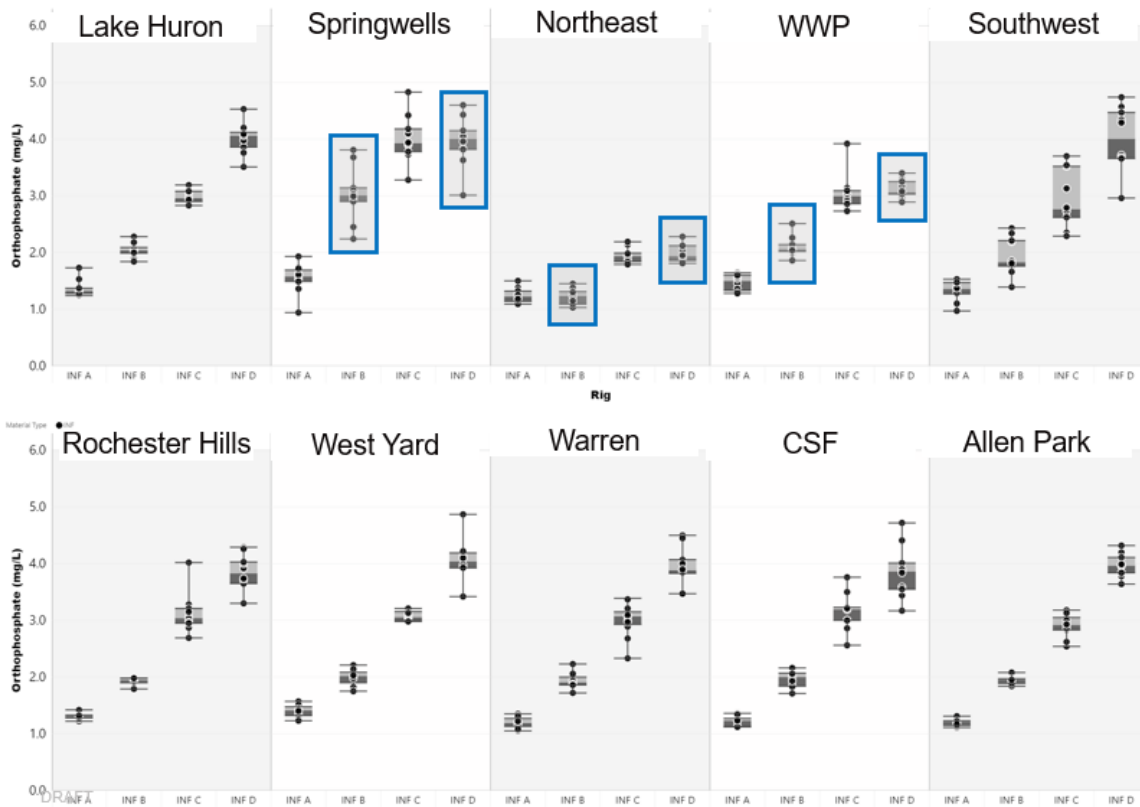 6.0 Lake Huron Springwells Northeast WWP Southwest
5.0
4.0
3.0
2.0
1.0
0.0
Orthophosphate (mg/L)
INF A INF B INF C INF D INF A INF B INF C INF D INF A INF B INF C INF D INF A INF B INF C INF D INF A INF B INF C INF D
Rig
Material Type INF
6.0 Rochester Hills West Yard Warren CSF Allen Park
5.0
4.0
3.0
2.0
1.0
0.0
Orthophosphate (mg/L)
DRAFT
INF A INF B INF C INF D INF A INF B INF C INF D INF A INF B INF C INF D INF A INF B INF C INF D INF A INF B INF C INF D